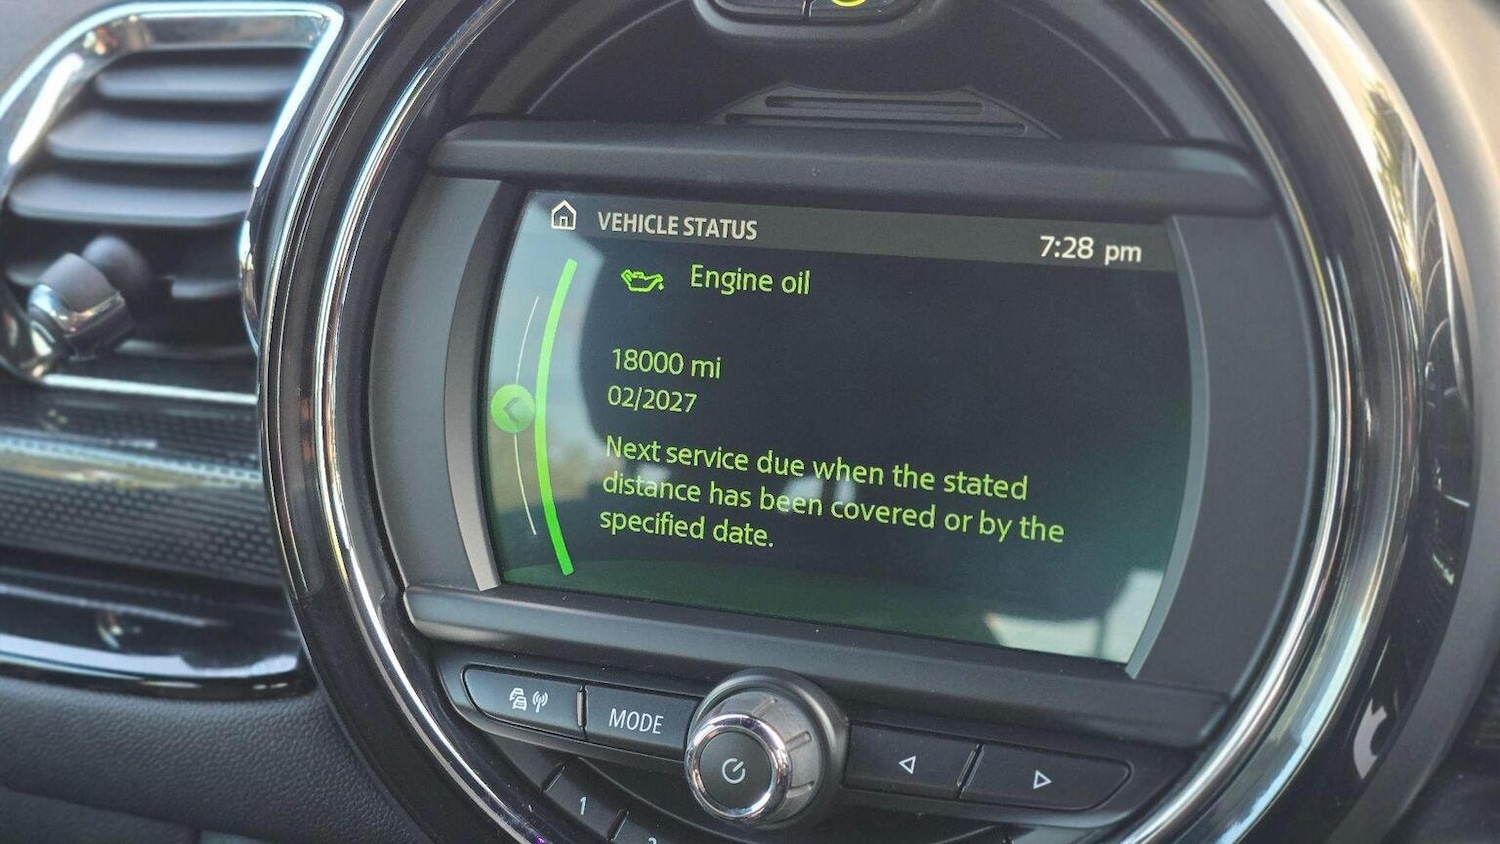 VEHICLE STATUS
7:28 pm
Engine oil
18000 mi
02/2027
Next service due when the stated
distance has been covered or by the
specified date.
MODE
1
2